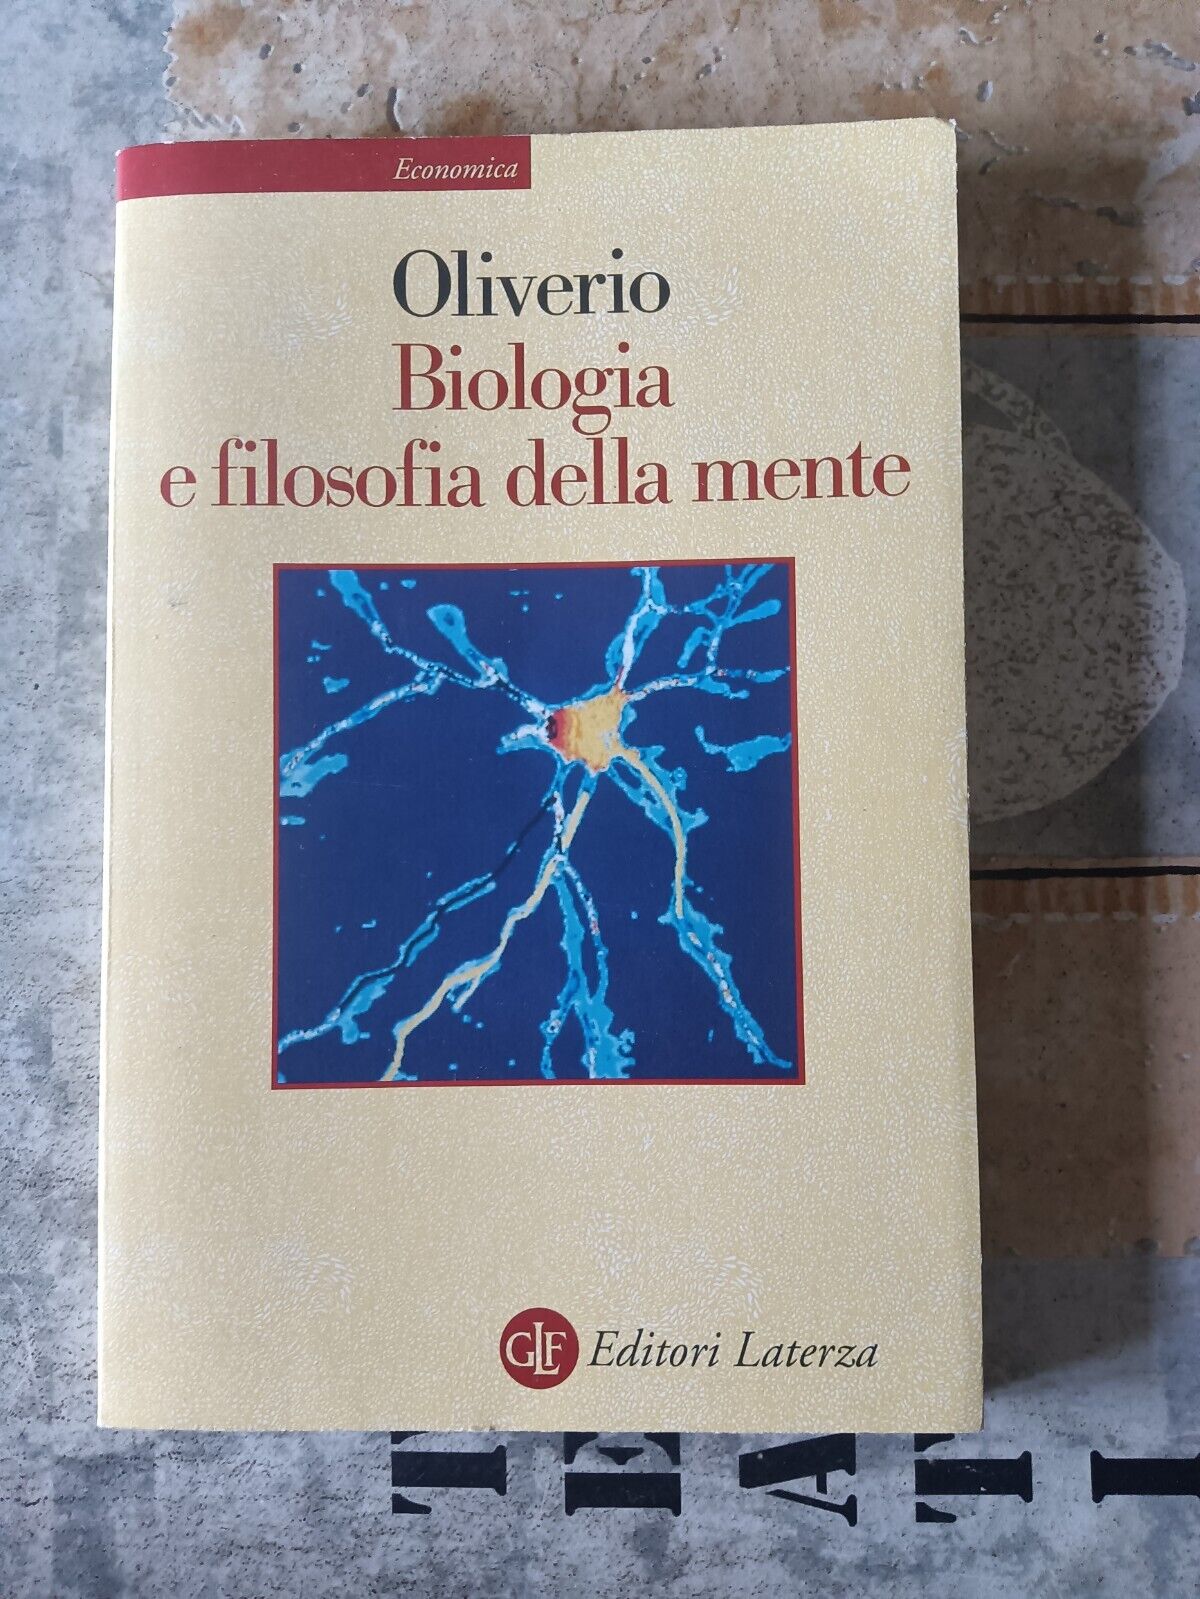 Economica
Oliverio
Biologia
e filosofia della mente
GLF Editori Laterza